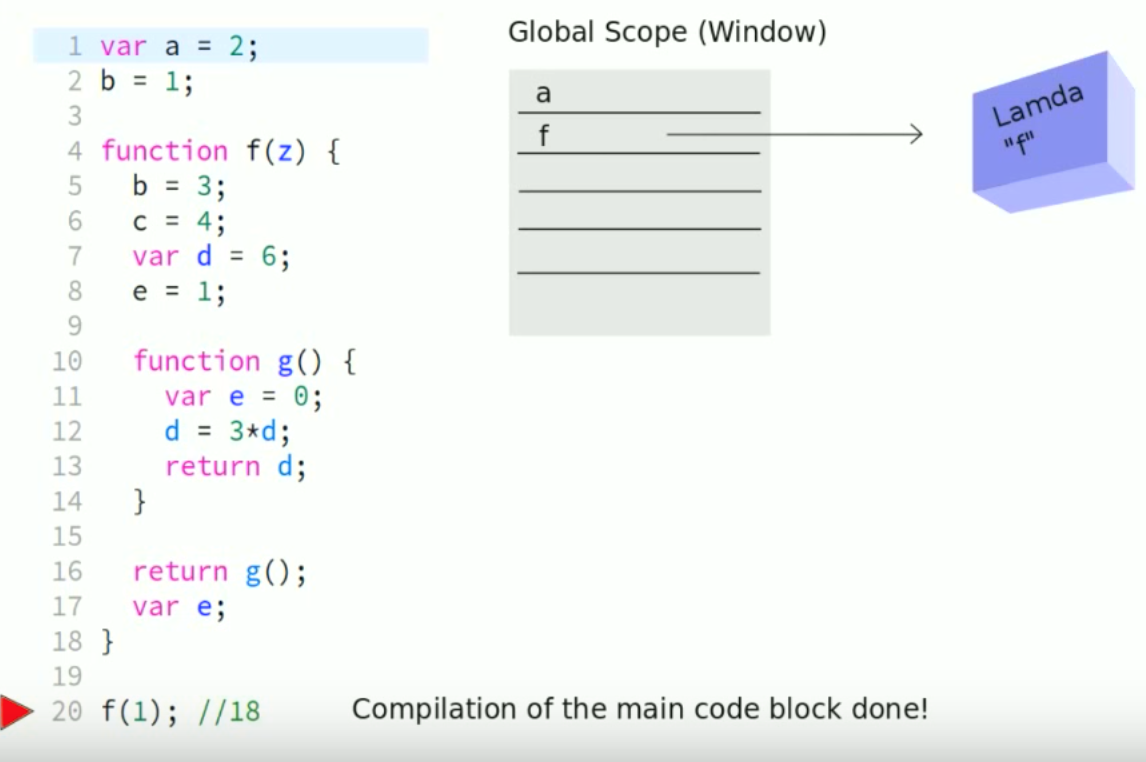 Global Scope (Window)
1 var a = 2;
2 b = 1;
3
4 function f(z) {
5 b = 3;
6 c = 4;
7 var d = 6;
8 e = 1;
9
10 function g() {
11 var e = 0;
12 d = 3*d;
13 return d;
14 }
15
16 return g();
17 var e;
18 }
19
20 f(1); //18
a
f
Lamda
"f"
Compilation of the main code block done!